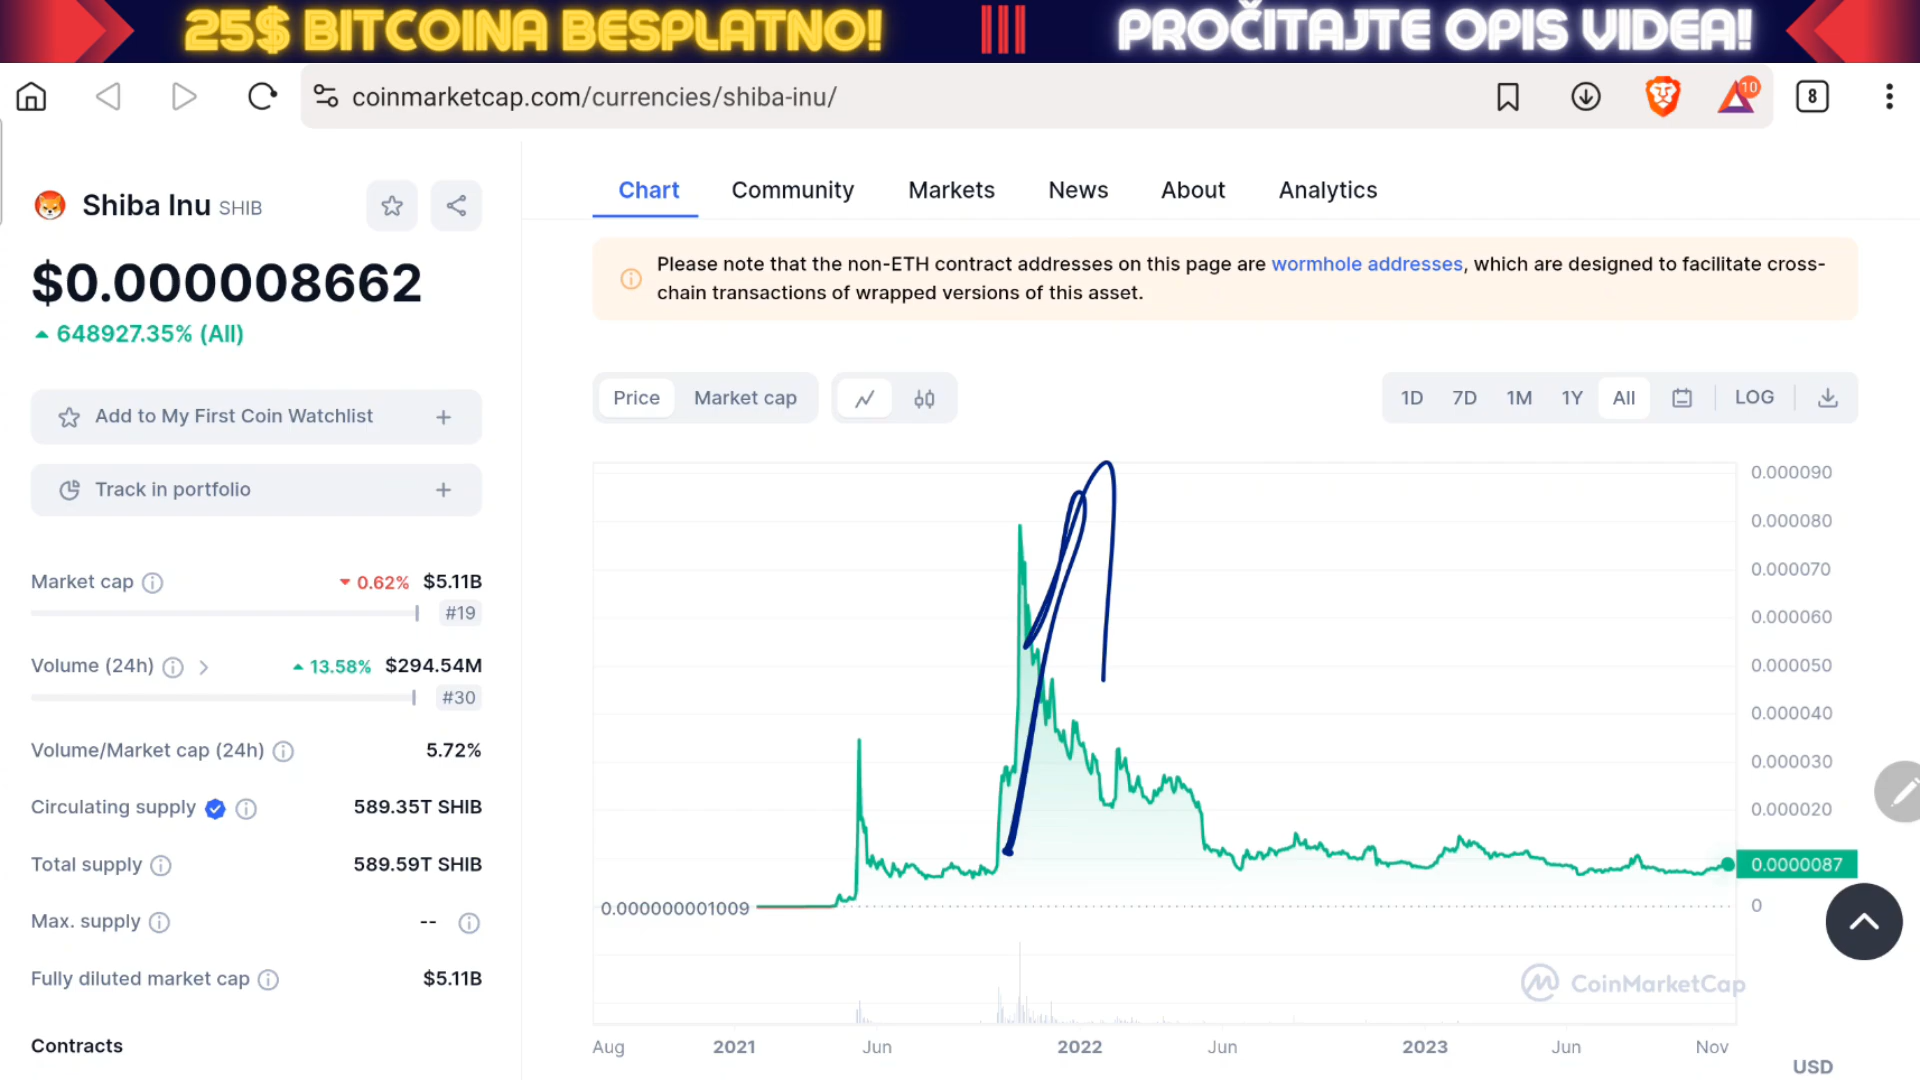 25$ BITCOINA BESPLATNO! ||| PROČITAJTE OPIS VIDEA!
coinmarketcap.com/currencies/shiba-inu/
10
8
Shiba Inu SHIB
$0.000008662
648927.35% (All)
Add to My First Coin Watchlist +
Track in portfolio +
Market cap 0.62% $5.11B
#19
Volume (24h) 13.58% $294.54M
#30
Volume/Market cap (24h) 5.72%
Circulating supply 589.35T SHIB
Total supply 589.59T SHIB
Max. supply --
Fully diluted market cap $5.11B
Contracts
Chart Community Markets News About Analytics
Please note that the non-ETH contract addresses on this page are wormhole addresses, which are designed to facilitate cross-
chain transactions of wrapped versions of this asset.
Price Market cap
1D 7D 1M 1Y All LOG
0.000090
0.000080
0.000070
0.000060
0.000050
0.000040
0.000030
0.000020
0.0000087
0
0.000000001009
CoinMarketCap
Aug 2021 Jun 2022 Jun 2023 Jun Nov
USD